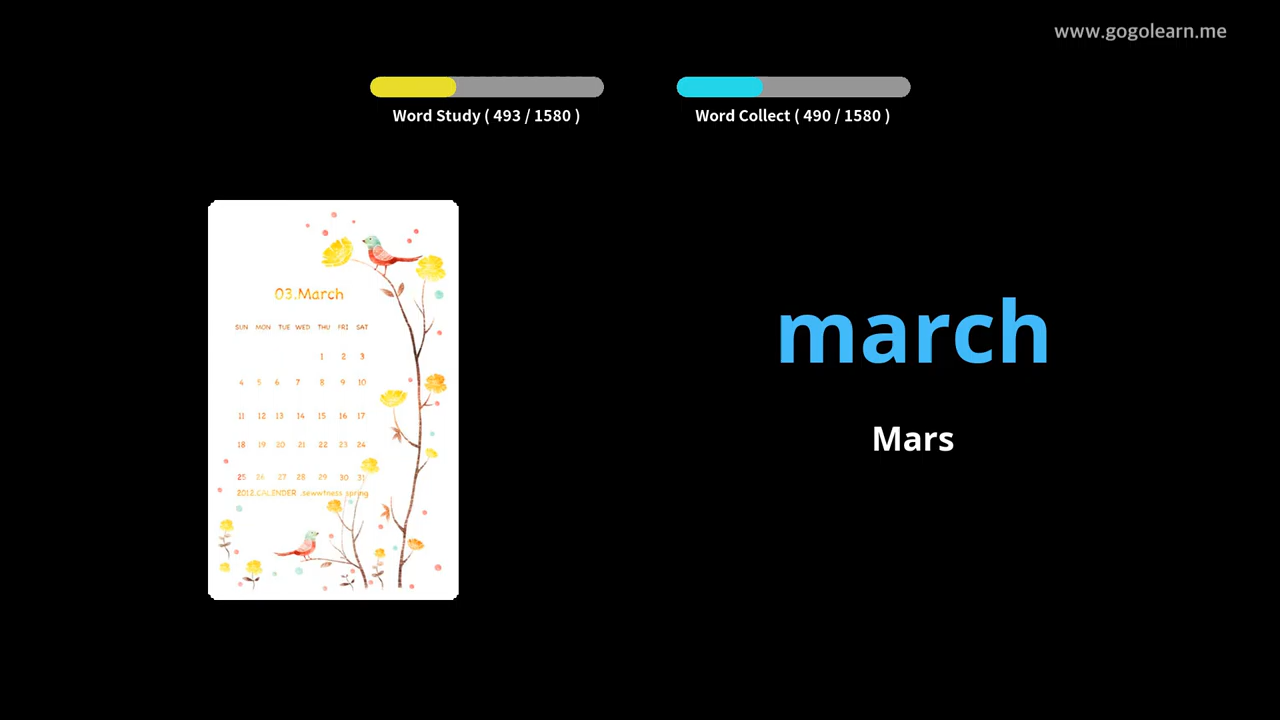 www.gogolearn.me
Word Study ( 493 / 1580 )
Word Collect ( 490 / 1580 )
03.March
SUN MON TUE WED THU FRI SAT
1 2 3
4 5 6 7 8 9 10
11 12 13 14 15 16 17
18 19 20 21 22 23 24
25 26 27 28 29 30 31
2012.CALENDER .sewwtness spring
march
Mars